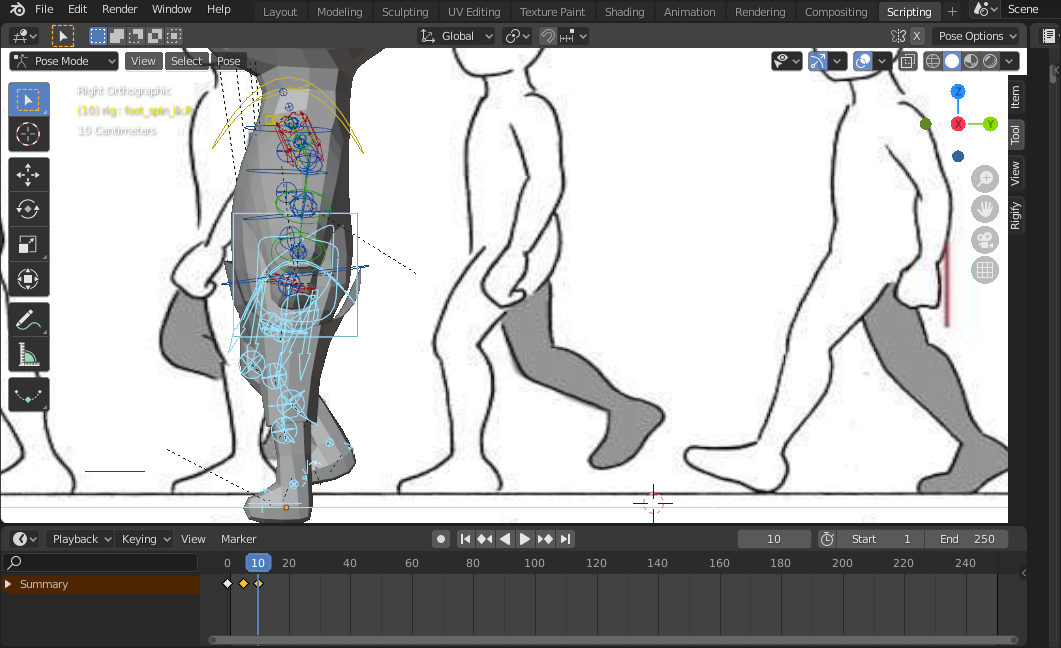 File Edit Render Window Help Layout Modeling Sculpting UV Editing Texture Paint Shading Animation Rendering Compositing Scripting + Scene
Global X Pose Options
Pose Mode View Select Pose
Right Orthographic
(10) rig : foot_spin_ik.R
10 Centimeters
Z
X
Y
Item
Tool
View
Rigify
Playback Keying View Marker 10 Start 1 End 250
0 10 20 40 60 80 100 120 140 160 180 200 220 240
Summary